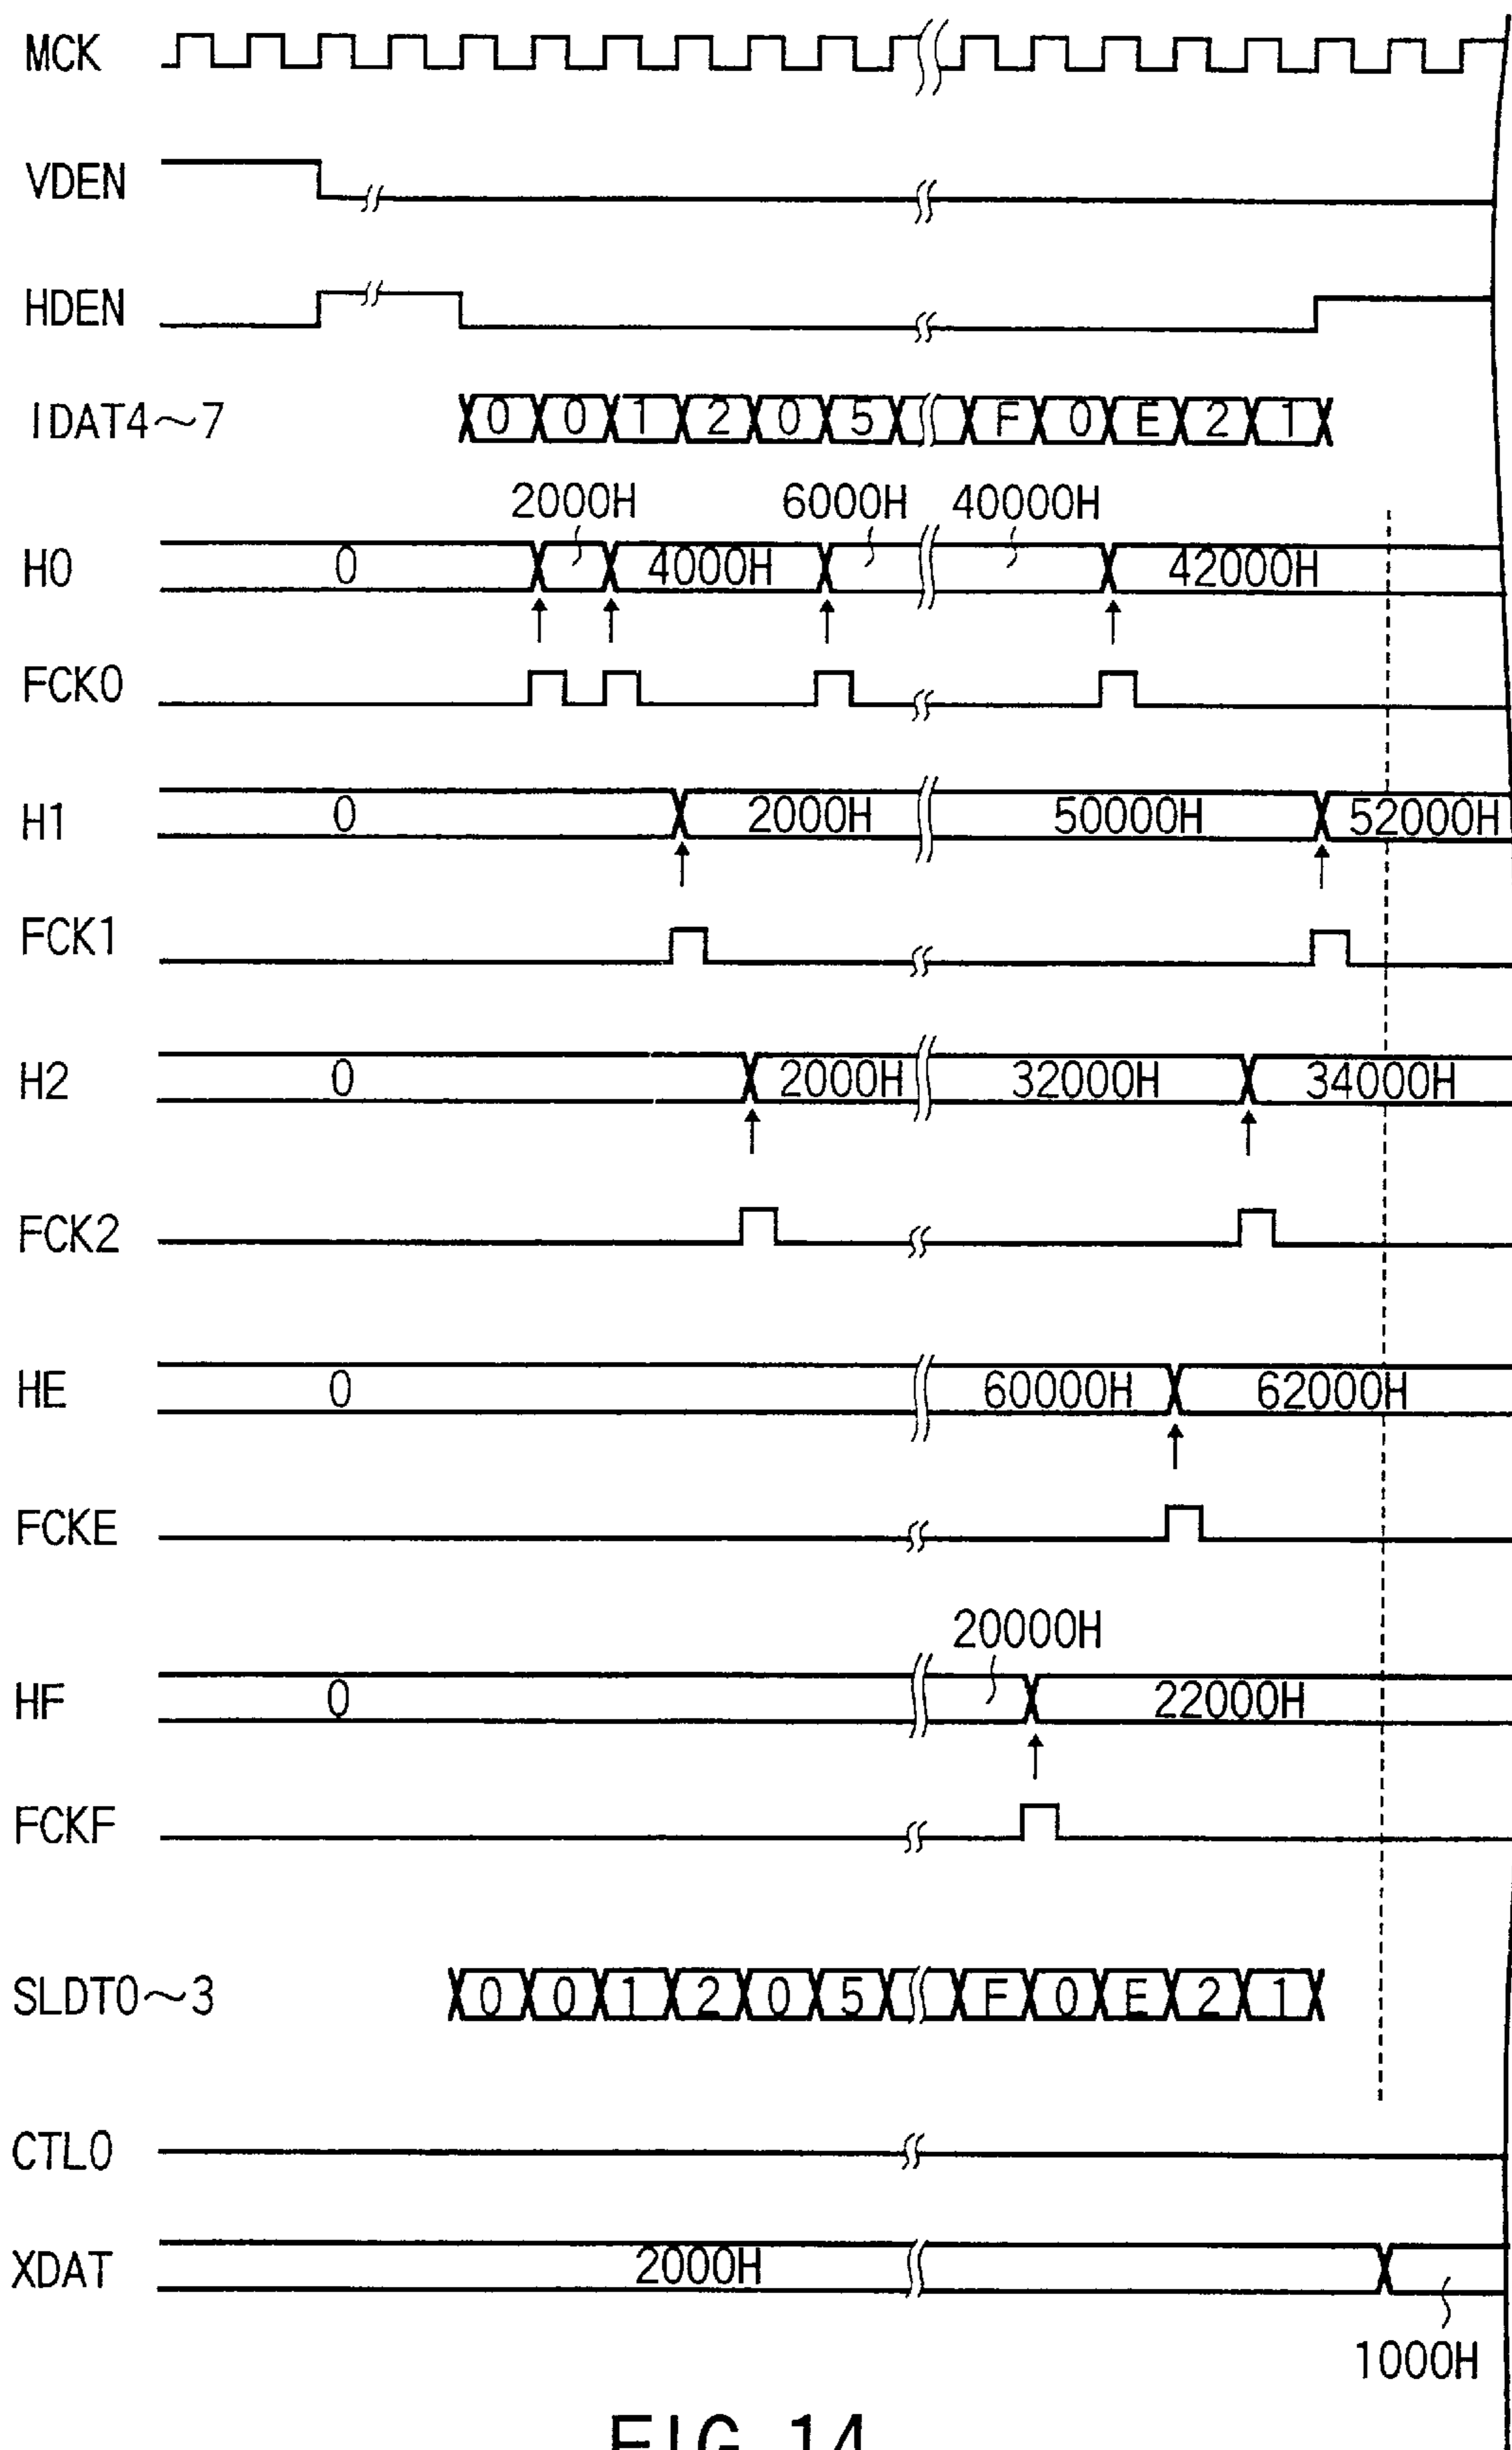 MCK
VDEN
HDEN
IDAT4~7 0 0 1 2 0 5 F 0 E 2 1
2000H 6000H 40000H
H0 0 4000H 42000H
FCK0
H1 0 2000H 50000H 52000H
FCK1
H2 0 2000H 32000H 34000H
FCK2
HE 0 60000H 62000H
FCKE
20000H
HF 0 22000H
FCKF
SLDT0~3 0 0 1 2 0 5 F 0 E 2 1
CTL0
XDAT 2000H
1000H
FIG. 14